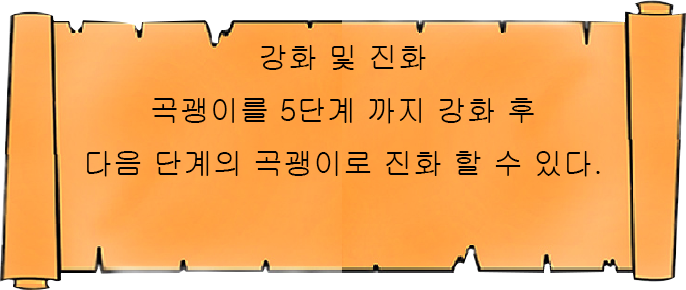 강화 및 진화
곡괭이를 5단계 까지 강화 후
다음 단계의 곡괭이로 진화 할 수 있다.